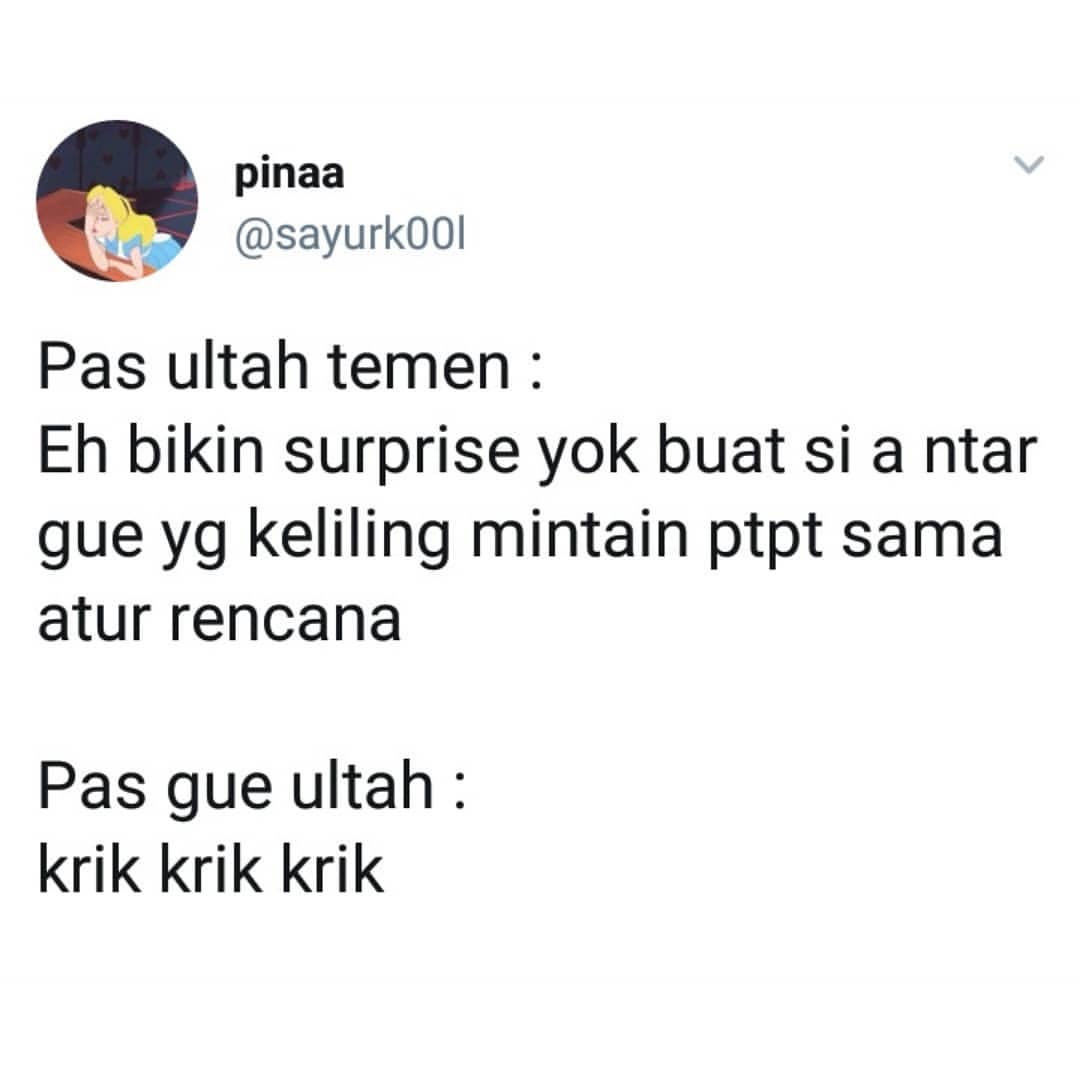 pinaa
@sayurk00l
Pas ultah temen :
Eh bikin surprise yok buat si a ntar
gue yg keliling mintain ptpt sama
atur rencana
Pas gue ultah :
krik krik krik